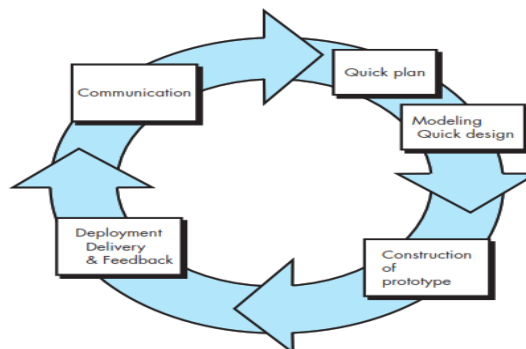 Communication
Quick plan
Modeling
Quick design
Construction
of
prototype
Deployment
Delivery
& Feedback